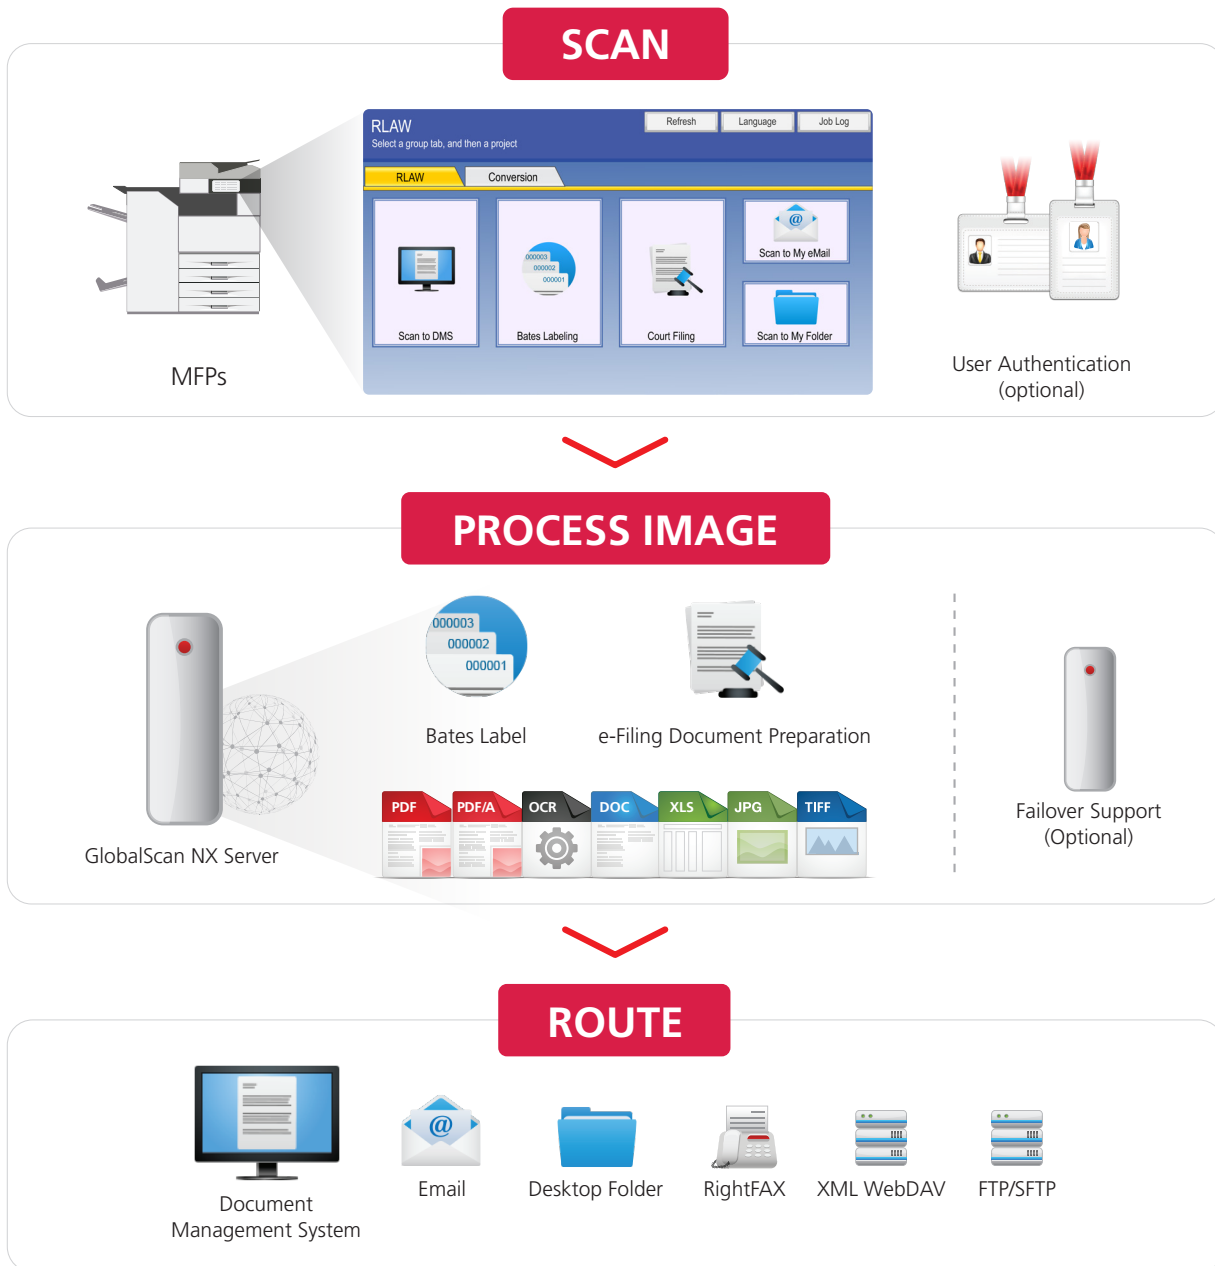 SCAN
RLAW
Select a group tab, and then a project
Refresh
Language
Job Log
RLAW
Conversion
Scan to DMS
000003
000002
000001
Bates Labeling
Court Filing
@
Scan to My eMail
Scan to My Folder
MFPs
User Authentication
(optional)
PROCESS IMAGE
GlobalScan NX Server
000003
000002
000001
Bates Label
e-Filing Document Preparation
PDF
PDF/A
OCR
DOC
XLS
JPG
TIFF
Failover Support
(Optional)
ROUTE
Document
Management System
@
Email
Desktop Folder
RightFAX
XML WebDAV
FTP/SFTP